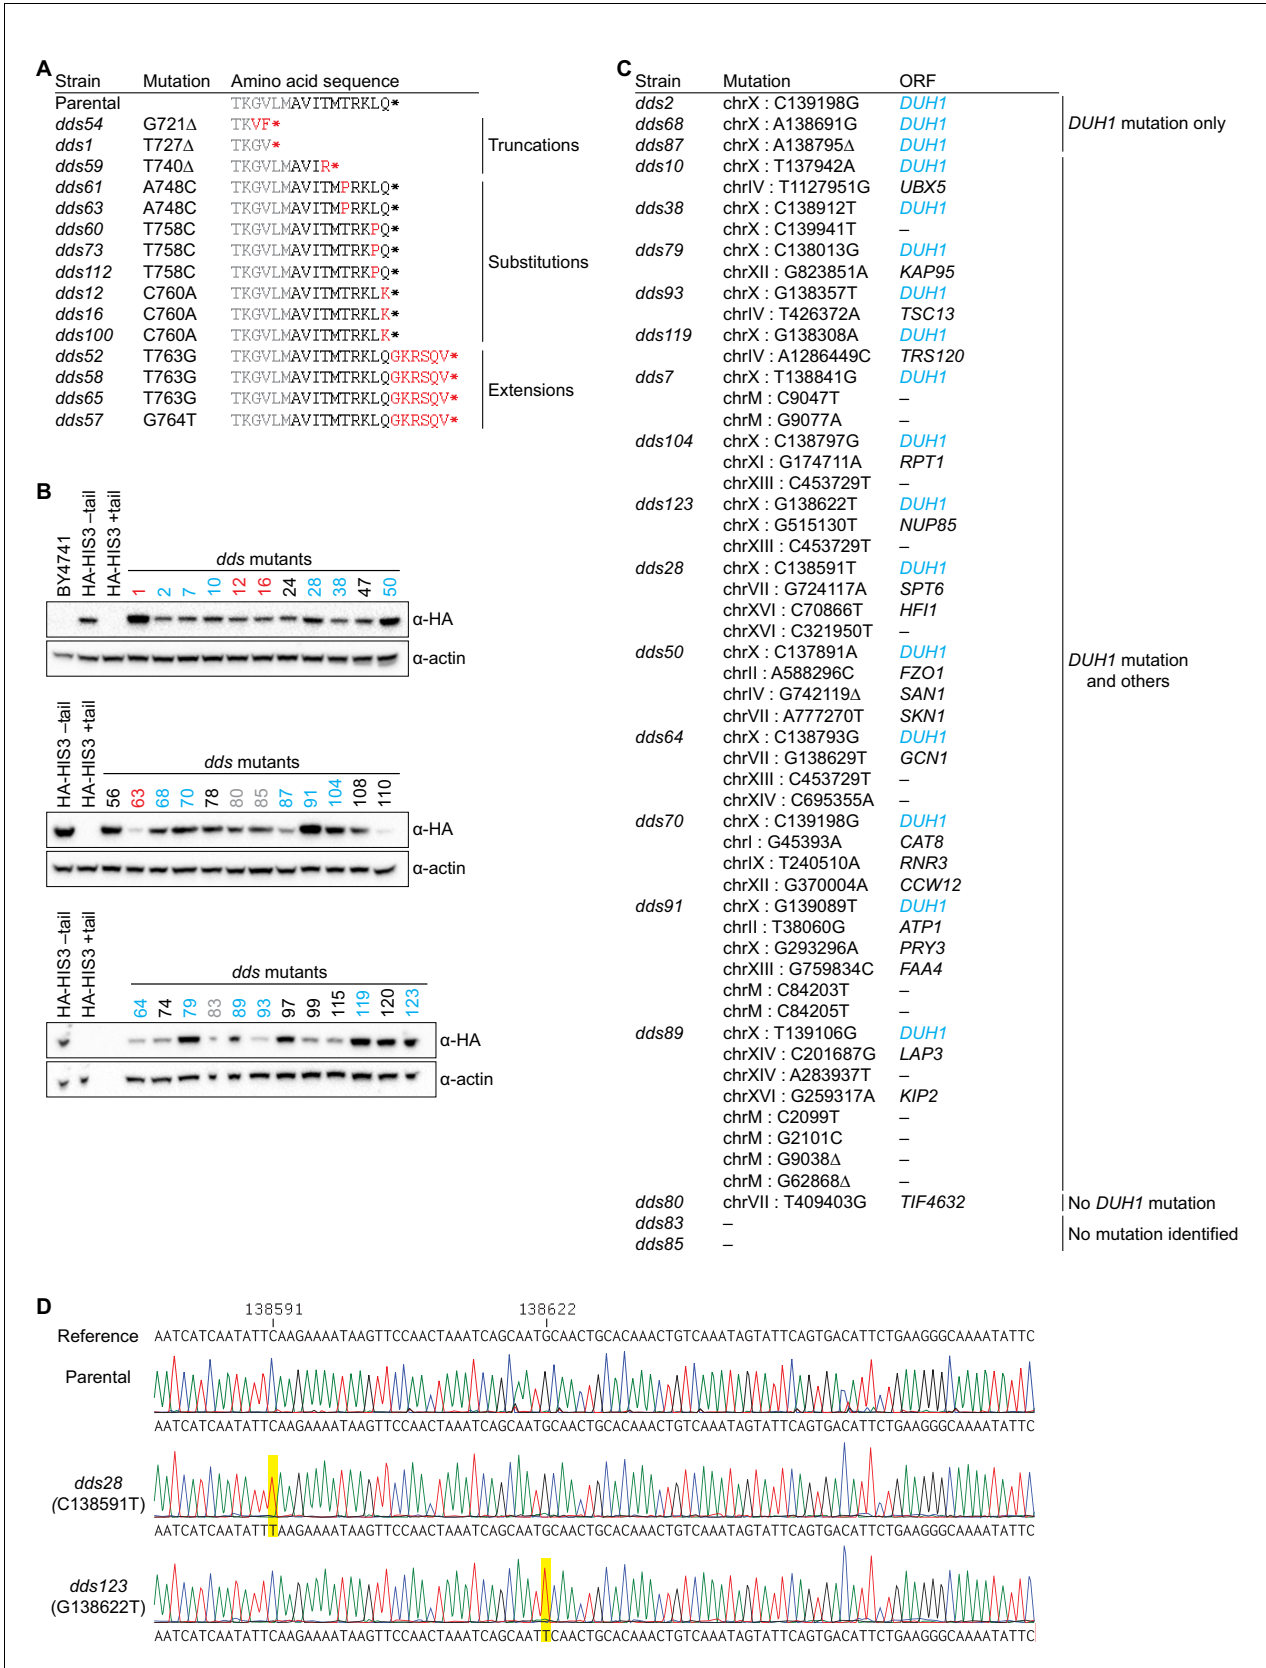 A
Strain Mutation Amino acid sequence
Parental TKGVLMAVITMTRKLQ*
dds54 G721Δ TKVF*
dds1 T727Δ TKGV*
dds59 T740Δ TKGVLMAVIR*
Truncations
dds61 A748C TKGVLMAVITMPRKLQ*
dds63 A748C TKGVLMAVITMPRKLQ*
dds60 T758C TKGVLMAVITMTRKPQ*
dds73 T758C TKGVLMAVITMTRKPQ*
dds112 T758C TKGVLMAVITMTRKPQ*
dds12 C760A TKGVLMAVITMTRKLK*
dds16 C760A TKGVLMAVITMTRKLK*
dds100 C760A TKGVLMAVITMTRKLK*
Substitutions
dds52 T763G TKGVLMAVITMTRKLQGKRSQV*
dds58 T763G TKGVLMAVITMTRKLQGKRSQV*
dds65 T763G TKGVLMAVITMTRKLQGKRSQV*
dds57 G764T TKGVLMAVITMTRKLQGKRSQV*
Extensions
B
BY4741
HA-HIS3 –tail
HA-HIS3 +tail
dds mutants
1 2 7 10 12 16 24 28 38 47 50
α-HA
α-actin
HA-HIS3 –tail
HA-HIS3 +tail
dds mutants
56 63 68 70 78 80 85 87 91 104 108 110
α-HA
α-actin
HA-HIS3 –tail
HA-HIS3 +tail
dds mutants
64 74 79 83 89 93 97 99 115 119 120 123
α-HA
α-actin
C
Strain Mutation ORF
dds2 chrX : C139198G DUH1
dds68 chrX : A138691G DUH1
dds87 chrX : A138795Δ DUH1
DUH1 mutation only
dds10 chrX : T137942A DUH1
chrIV : T1127951G UBX5
dds38 chrX : C138912T DUH1
chrX : C139941T –
dds79 chrX : C138013G DUH1
chrXII : G823851A KAP95
dds93 chrX : G138357T DUH1
chrIV : T426372A TSC13
dds119 chrX : G138308A DUH1
chrIV : A1286449C TRS120
dds7 chrX : T138841G DUH1
chrM : C9047T –
chrM : G9077A –
dds104 chrX : C138797G DUH1
chrXI : G174711A RPT1
chrXIII : C453729T –
dds123 chrX : G138622T DUH1
chrX : G515130T NUP85
chrXIII : C453729T –
dds28 chrX : C138591T DUH1
chrVII : G724117A SPT6
chrXVI : C70866T HFI1
chrXVI : C321950T –
dds50 chrX : C137891A DUH1
chrII : A588296C FZO1
chrIV : G742119Δ SAN1
chrVII : A777270T SKN1
dds64 chrX : C138793G DUH1
chrVII : G138629T GCN1
chrXIII : C453729T –
chrXIV : C695355A –
dds70 chrX : C139198G DUH1
chrI : G45393A CAT8
chrIX : T240510A RNR3
chrXII : G370004A CCW12
dds91 chrX : G139089T DUH1
chrII : T38060G ATP1
chrX : G293296A PRY3
chrXIII : G759834C FAA4
chrM : C84203T –
chrM : C84205T –
dds89 chrX : T139106G DUH1
chrXIV : C201687G LAP3
chrXIV : A283937T –
chrXVI : G259317A KIP2
chrM : C2099T –
chrM : G2101C –
chrM : G9038Δ –
chrM : G62868Δ –
DUH1 mutation
and others
dds80 chrVII : T409403G TIF4632
No DUH1 mutation
dds83 –
dds85 –
No mutation identified
D
138591 138622
Reference AATCATCAATATTCAAGAAAATAAGTTCCAACTAAATCAGCAATGCAACTGCACAAACTGTCAAATAGTATTCAGTGACATTCTGAAGGGCAAAATATTC
Parental
AATCATCAATATTCAAGAAAATAAGTTCCAACTAAATCAGCAATGCAACTGCACAAACTGTCAAATAGTATTCAGTGACATTCTGAAGGGCAAAATATTC
dds28
(C138591T)
AATCATCAATATTTAAGAAAATAAGTTCCAACTAAATCAGCAATGCAACTGCACAAACTGTCAAATAGTATTCAGTGACATTCTGAAGGGCAAAATATTC
dds123
(G138622T)
AATCATCAATATTCAAGAAAATAAGTTCCAACTAAATCAGCAATTCAACTGCACAAACTGTCAAATAGTATTCAGTGACATTCTGAAGGGCAAAATATTC